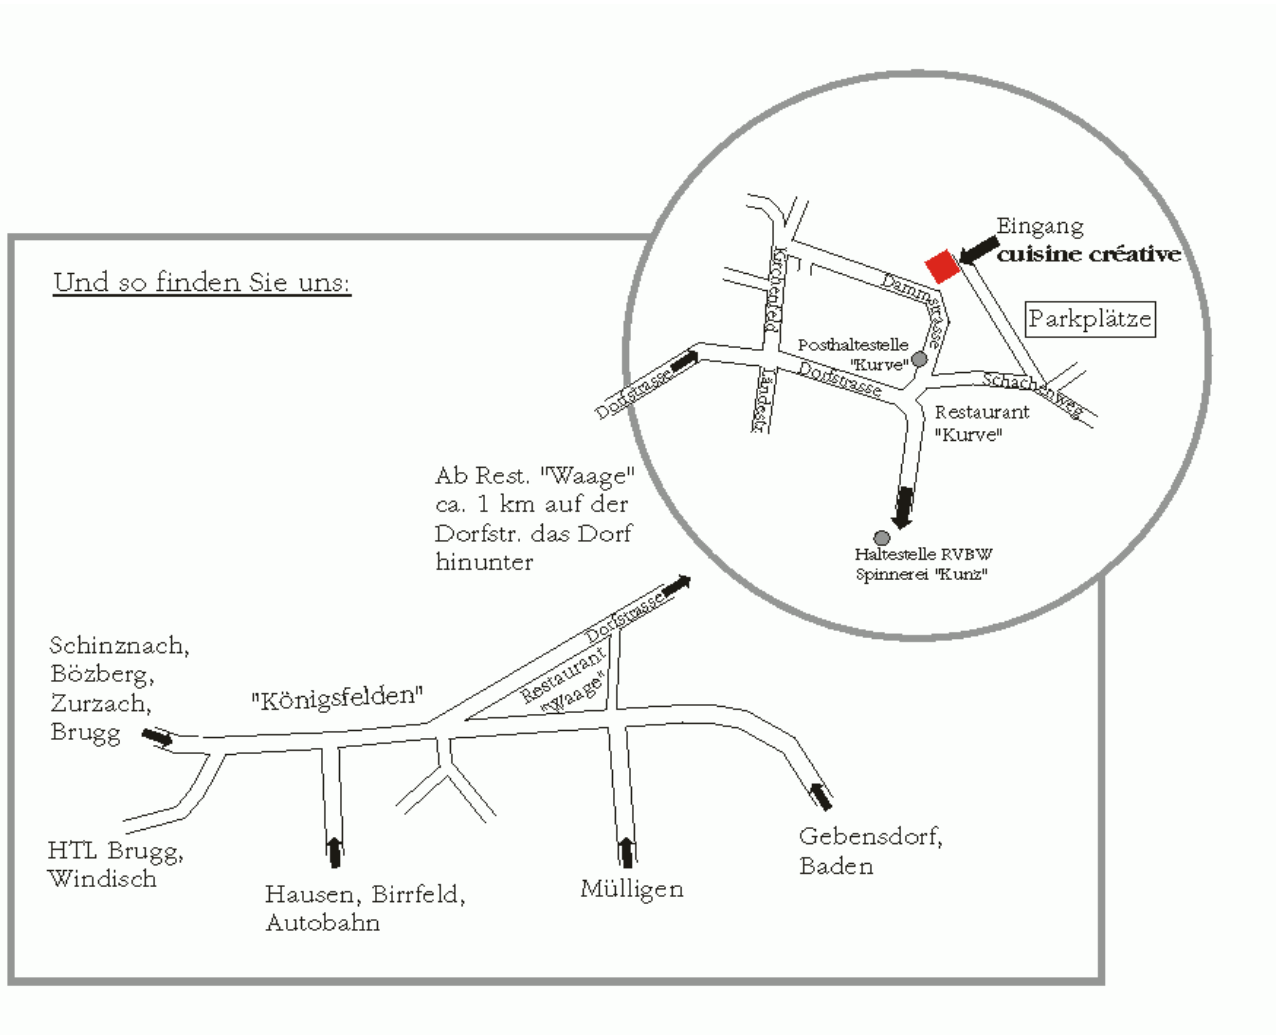 Und so finden Sie uns:
Eingang
cuisine créative
Parkplätze
Kirchenfeld
Dammstrasse
Posthaltestelle
"Kurve"
Dorfstrasse
Dorfstrasse
Schachenweg
Ländestr.
Restaurant
"Kurve"
Haltestelle RVBW
Spinnerei "Kunz"
Ab Rest. "Waage"
ca. 1 km auf der
Dorfstr. das Dorf
hinunter
Dorfstrasse
Restaurant
"Waage"
Schinznach,
Bözberg,
Zurzach,
Brugg
"Königsfelden"
HTL Brugg,
Windisch
Hausen, Birrfeld,
Autobahn
Mülligen
Gebensdorf,
Baden